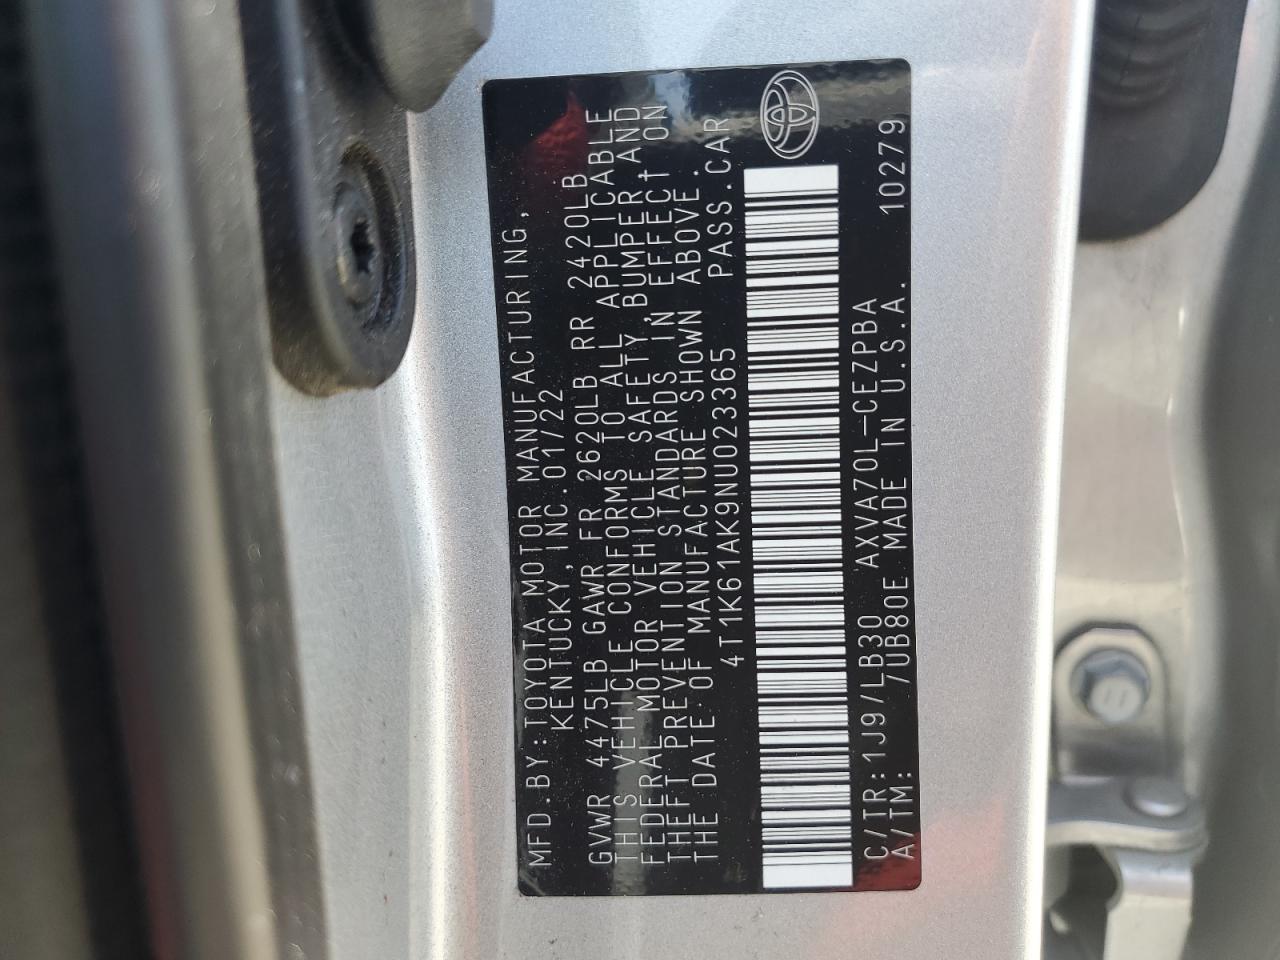 MFD.BY:TOYOTA MOTOR MANUFACTURING,
KENTUCKY,INC.01/22
GVWR 4475LB GAWR FR 2620LB RR 2420LB
THIS VEHICLE CONFORMS TO ALL APPLICABLE
FEDERAL MOTOR VEHICLE SAFETY,BUMPER,AND
THEFT PREVENTION STANDARDS IN EFFECT ON
THE DATE OF MANUFACTURE SHOWN ABOVE.
4T1K61AK9NU023365 PASS.CAR
C/TR:1J9/LB30 AXVA70L-CEZPBA 10279
A/TM: /UB80E MADE IN U.S.A.